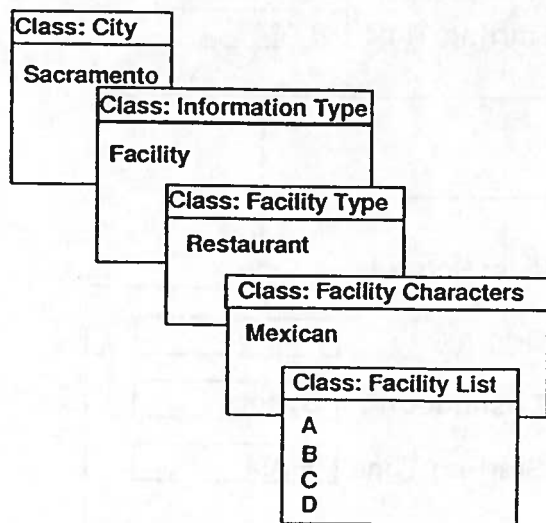 Class: City
Sacramento
Class: Information Type
Facility
Class: Facility Type
Restaurant
Class: Facility Characters
Mexican
Class: Facility List
A
B
C
D